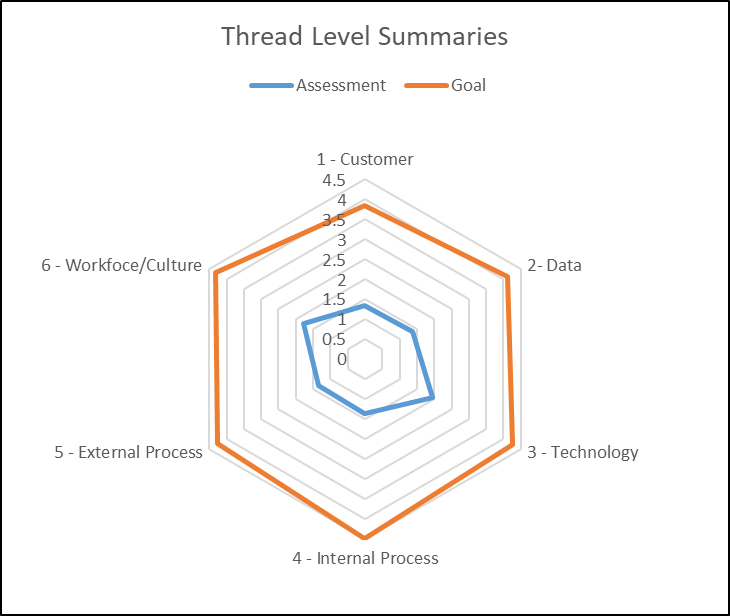 Thread Level Summaries
Assessment Goal
1 - Customer
4.5
4
3.5
3
2.5
2
1.5
1
0.5
0
2- Data
3 - Technology
4 - Internal Process
5 - External Process
6 - Workfoce/Culture